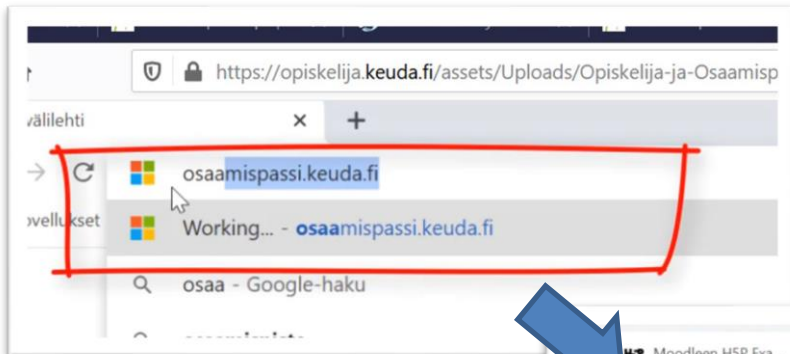 https://opiskelija.keuda.fi/assets/Uploads/Opiskelija-ja-Osaamisp
välilehti
osaamispassi.keuda.fi
ovellukset
Working... - osaamispassi.keuda.fi
osaa - Google-haku
Moodleen H5P Exa